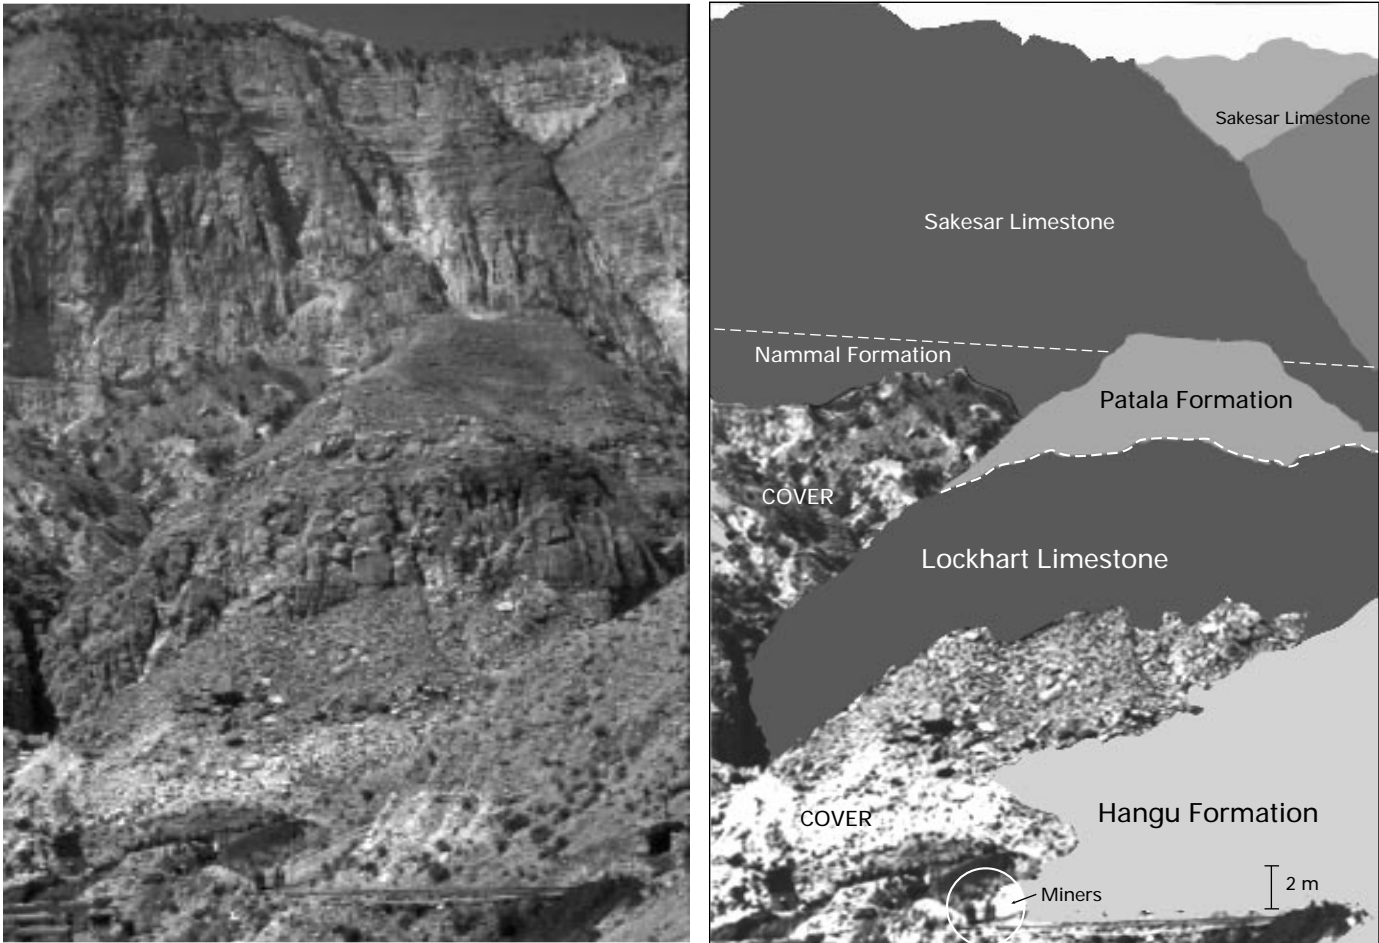 Sakesar Limestone
Sakesar Limestone
Nammal Formation
Patala Formation
COVER
Lockhart Limestone
COVER
Hangu Formation
2 m
Miners